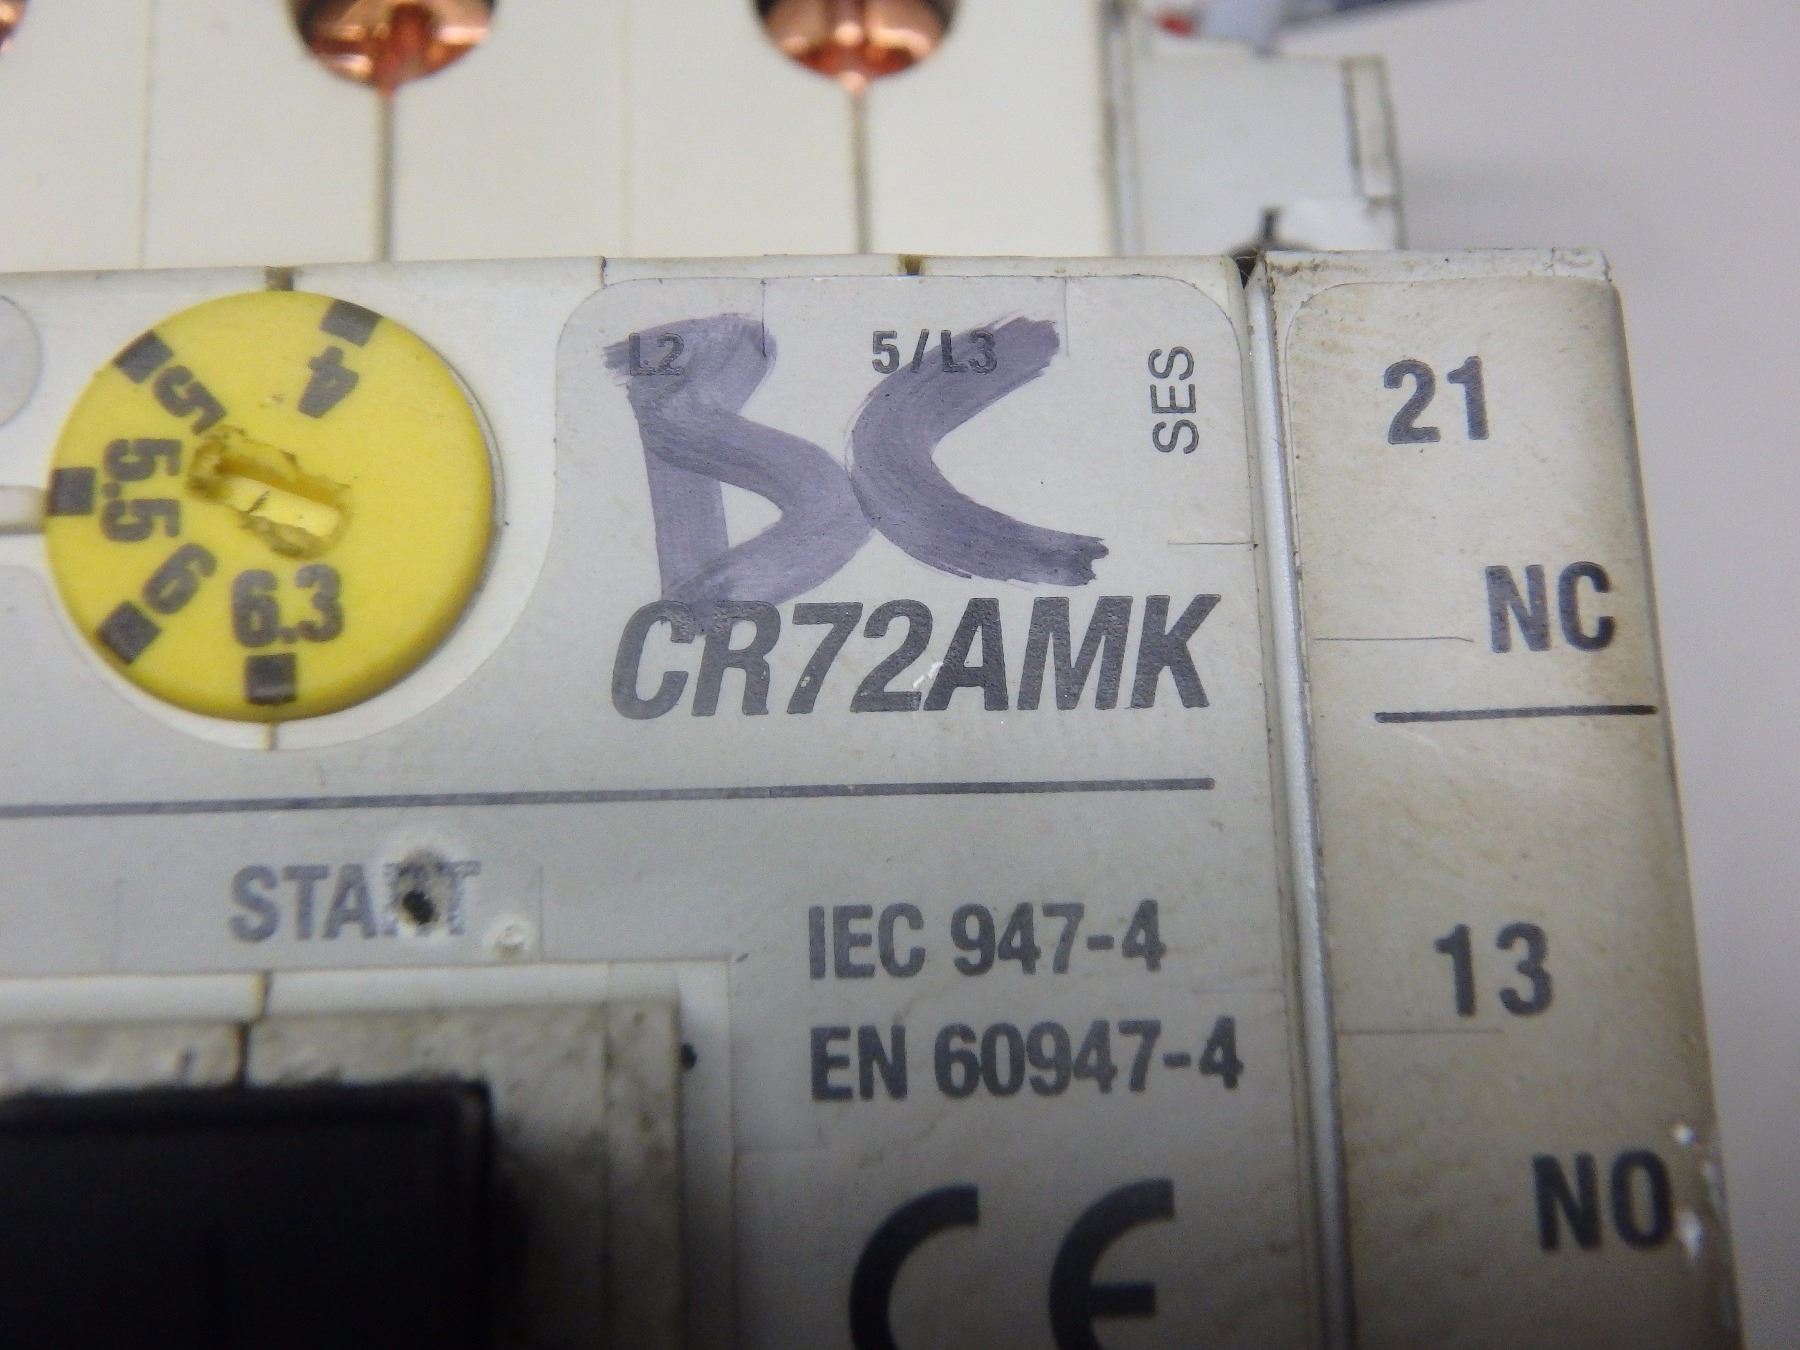 L2 5/L3
SES
BC
CR72AMK
4
5
5.5
6
6.3
21
NC
13
NO
START
IEC 947-4
EN 60947-4
CE